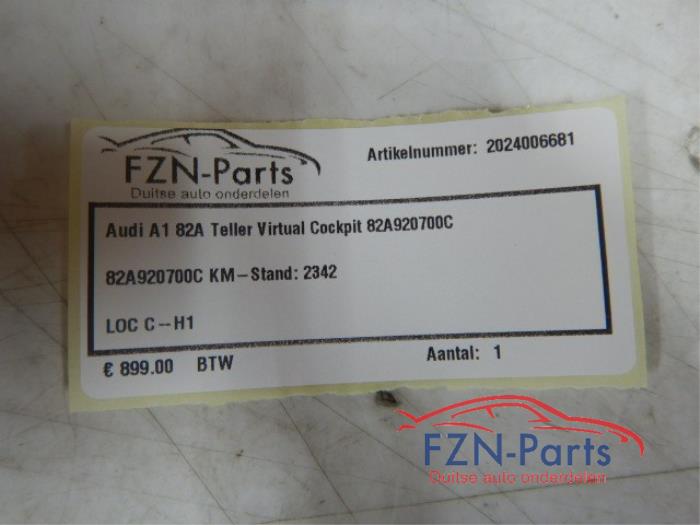 FZN-Parts
Duitse auto onderdelen
Artikelnummer: 2024006681
Audi A1 82A Teller Virtual Cockpit 82A920700C
82A920700C KM-Stand: 2342
LOC C--H1
€ 899.00 BTW
Aantal: 1
FZN-Parts
Duitse auto onderdelen